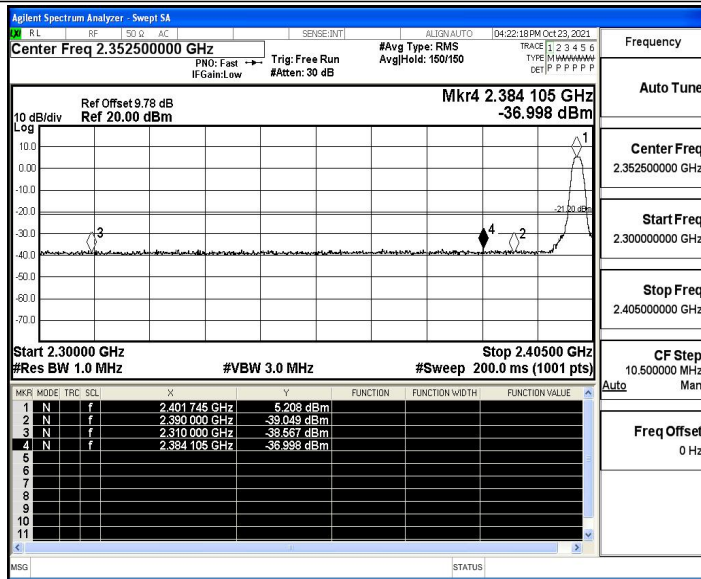 Agilent Spectrum Analyzer - Swept SA
LXI RL RF 50 Ω AC SENSE:INT ALIGNAUTO 04:22:18 PM Oct 23, 2021
Center Freq 2.352500000 GHz
PNO: Fast Trig: Free Run
IFGain:Low #Atten: 30 dB
#Avg Type: RMS
Avg|Hold: 150/150
TRACE 1 2 3 4 5 6
TYPE M WWWWW
DET P P P P P P
Ref Offset 9.78 dB
10 dB/div Ref 20.00 dBm
Log
Mkr4 2.384 105 GHz
-36.998 dBm
10.0
0.00
-10.0
-20.0
-30.0
-40.0
-50.0
-60.0
-70.0
1
-21.20 dBm
3
4
2
Start 2.30000 GHz Stop 2.40500 GHz
#Res BW 1.0 MHz #VBW 3.0 MHz #Sweep 200.0 ms (1001 pts)
MKR MODE TRC SCL X Y FUNCTION FUNCTION WIDTH FUNCTION VALUE
1 N f 2.401 745 GHz 5.208 dBm
2 N f 2.390 000 GHz -39.049 dBm
3 N f 2.310 000 GHz -38.567 dBm
4 N f 2.384 105 GHz -36.998 dBm
5
6
7
8
9
10
11
MSG STATUS
Frequency
Auto Tune
Center Freq
2.352500000 GHz
Start Freq
2.300000000 GHz
Stop Freq
2.405000000 GHz
CF Step
10.500000 MHz
Auto Man
Freq Offset
0 Hz